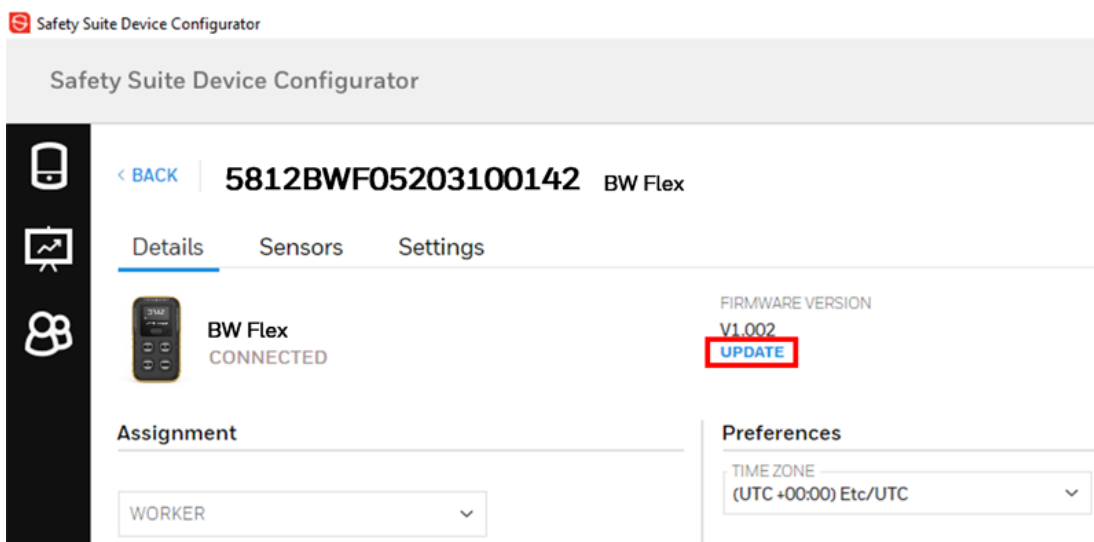 Safety Suite Device Configurator
Safety Suite Device Configurator
< BACK
5812BWF05203100142 BW Flex
Details Sensors Settings
BW Flex
CONNECTED
FIRMWARE VERSION
V1.002
UPDATE
Assignment
WORKER
Preferences
TIME ZONE
(UTC +00:00) Etc/UTC